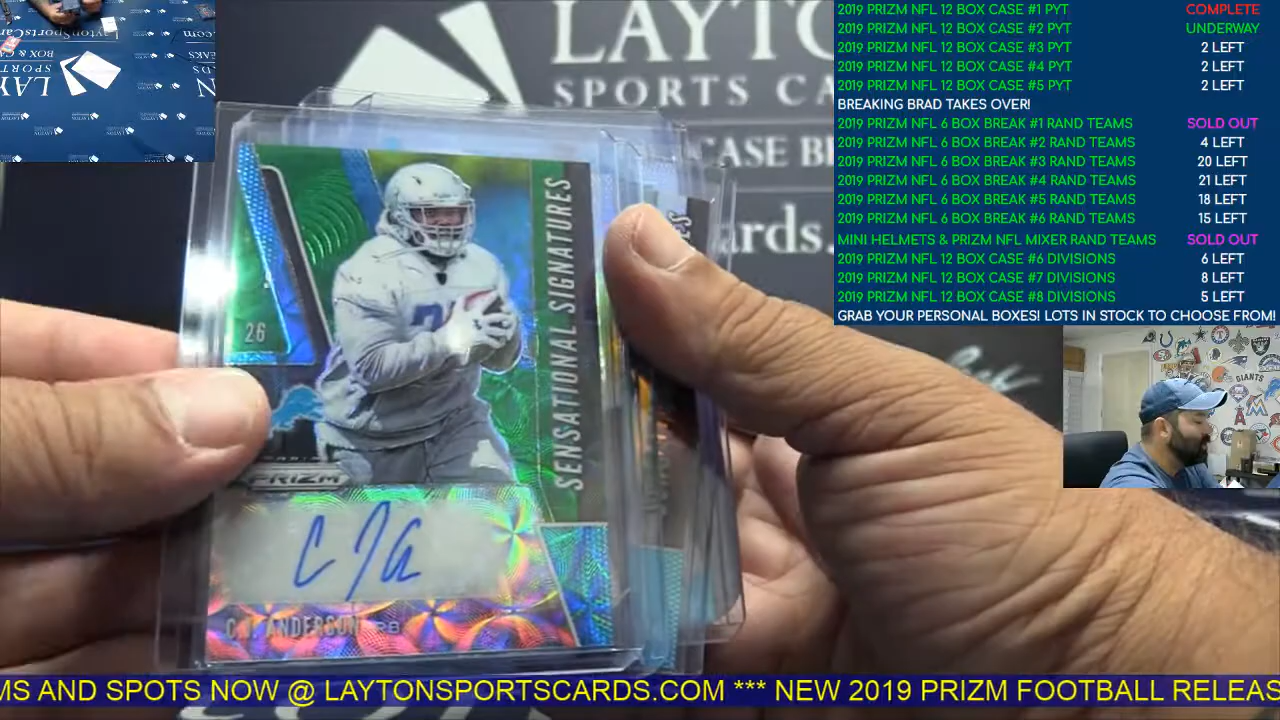 LAYTO
SPORTS CA
CASE B
ards.
LAYTON
SPORTS
2019 PRIZM NFL 12 BOX CASE #1 PYT COMPLETE
2019 PRIZM NFL 12 BOX CASE #2 PYT UNDERWAY
2019 PRIZM NFL 12 BOX CASE #3 PYT 2 LEFT
2019 PRIZM NFL 12 BOX CASE #4 PYT 2 LEFT
2019 PRIZM NFL 12 BOX CASE #5 PYT 2 LEFT
BREAKING BRAD TAKES OVER!
2019 PRIZM NFL 6 BOX BREAK #1 RAND TEAMS SOLD OUT
2019 PRIZM NFL 6 BOX BREAK #2 RAND TEAMS 4 LEFT
2019 PRIZM NFL 6 BOX BREAK #3 RAND TEAMS 20 LEFT
2019 PRIZM NFL 6 BOX BREAK #4 RAND TEAMS 21 LEFT
2019 PRIZM NFL 6 BOX BREAK #5 RAND TEAMS 18 LEFT
2019 PRIZM NFL 6 BOX BREAK #6 RAND TEAMS 15 LEFT
MINI HELMETS & PRIZM NFL MIXER RAND TEAMS SOLD OUT
2019 PRIZM NFL 12 BOX CASE #6 DIVISIONS 6 LEFT
2019 PRIZM NFL 12 BOX CASE #7 DIVISIONS 8 LEFT
2019 PRIZM NFL 12 BOX CASE #8 DIVISIONS 5 LEFT
GRAB YOUR PERSONAL BOXES! LOTS IN STOCK TO CHOOSE FROM!
SENSATIONAL SIGNATURES
26
PRIZM
C J A
C.J. ANDERSON RB
GIANTS
MS AND SPOTS NOW @ LAYTONSPORTSCARDS.COM *** NEW 2019 PRIZM FOOTBALL RELEAS